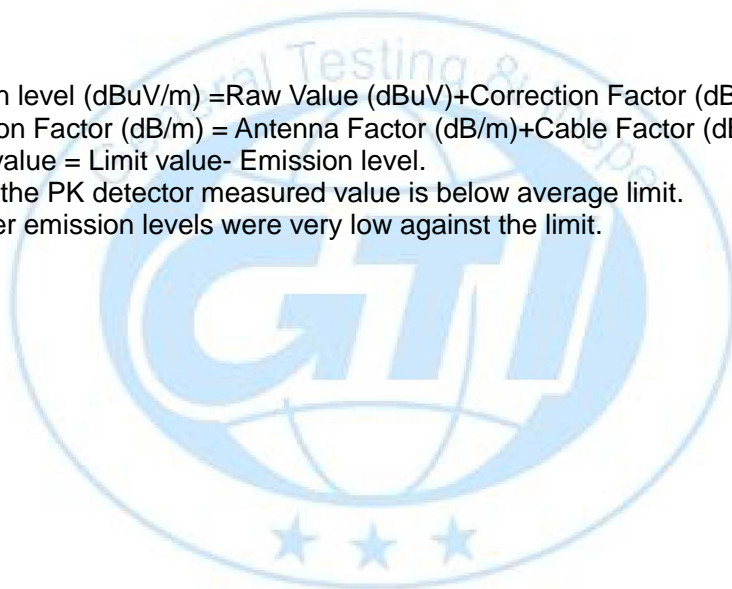 n level (dBuV/m) =Raw Value (dBuV)+Correction Factor (dB
on Factor (dB/m) = Antenna Factor (dB/m)+Cable Factor (dB
value = Limit value- Emission level.
the PK detector measured value is below average limit.
er emission levels were very low against the limit.
General Testing & Inspe
GTI